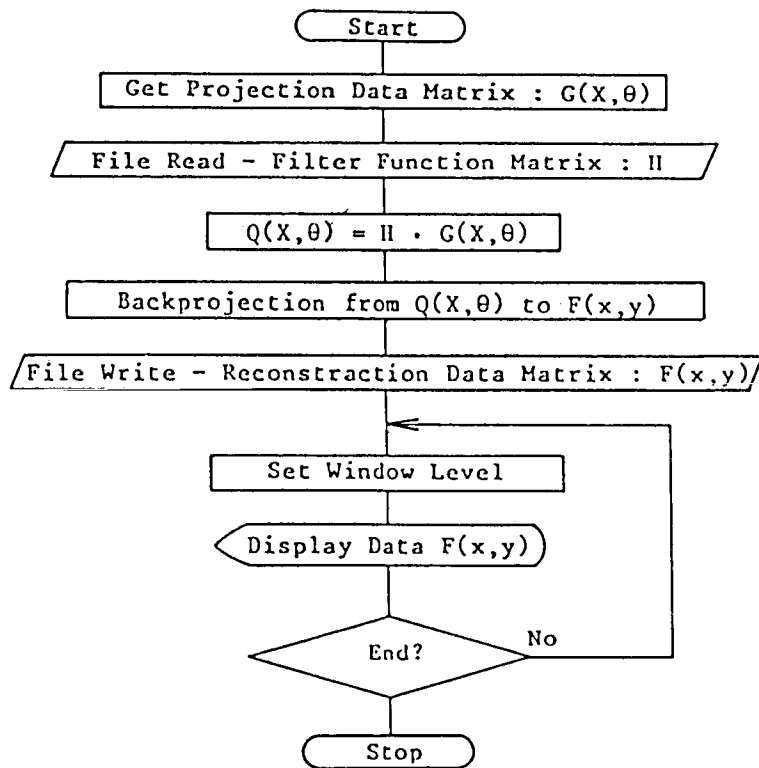 Start
Get Projection Data Matrix : G(X,θ)
File Read - Filter Function Matrix : H
Q(X,θ) = H · G(X,θ)
Backprojection from Q(X,θ) to F(x,y)
File Write - Reconstraction Data Matrix : F(x,y)
Set Window Level
Display Data F(x,y)
End?
No
Stop